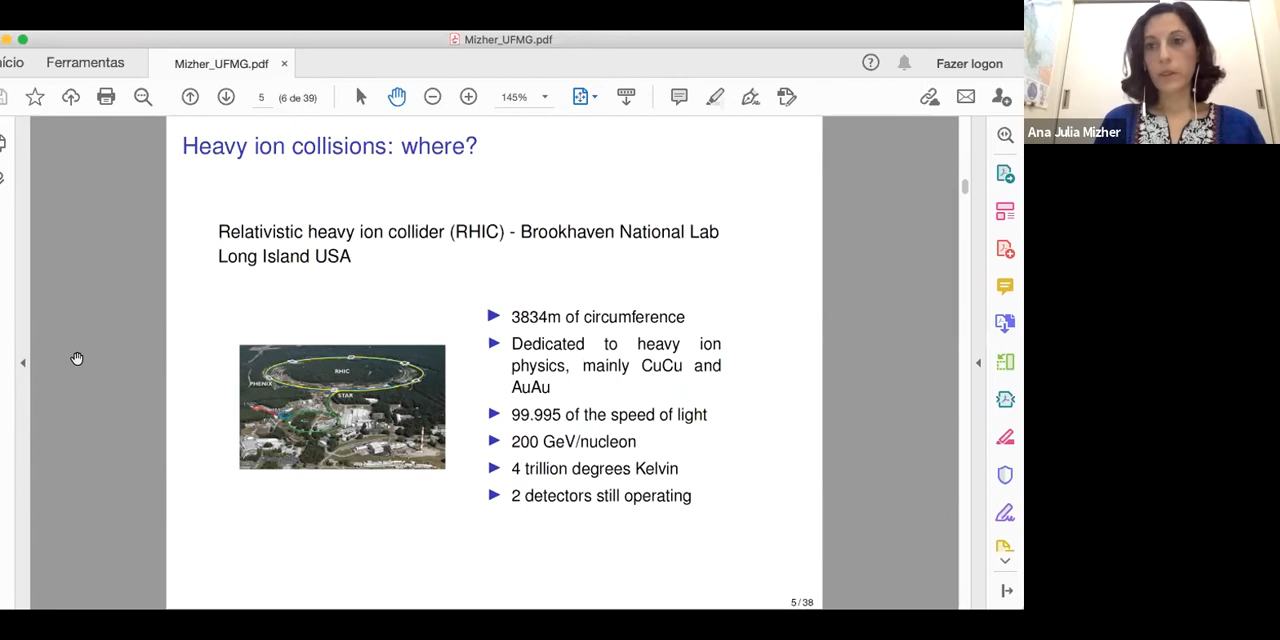 Mizher_UFMG.pdf
nício
Ferramentas
Mizher_UFMG.pdf
×
Fazer logon
5
(6 de 39)
145%
Ana Julia Mizher
Heavy ion collisions: where?
Relativistic heavy ion collider (RHIC) - Brookhaven National Lab
Long Island USA
3834m of circumference
Dedicated to heavy ion
physics, mainly CuCu and
AuAu
99.995 of the speed of light
200 GeV/nucleon
4 trillion degrees Kelvin
2 detectors still operating
RHIC
PHENIX
STAR
5/38